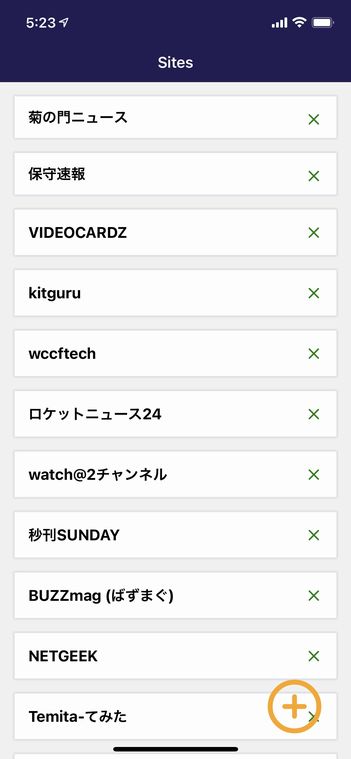 5:23
Sites
菊の門ニュース
保守速報
VIDEOCARDZ
kitguru
wccftech
ロケットニュース24
watch@2チャンネル
秒刊SUNDAY
BUZZmag (ばずまぐ)
NETGEEK
Temita-てみた